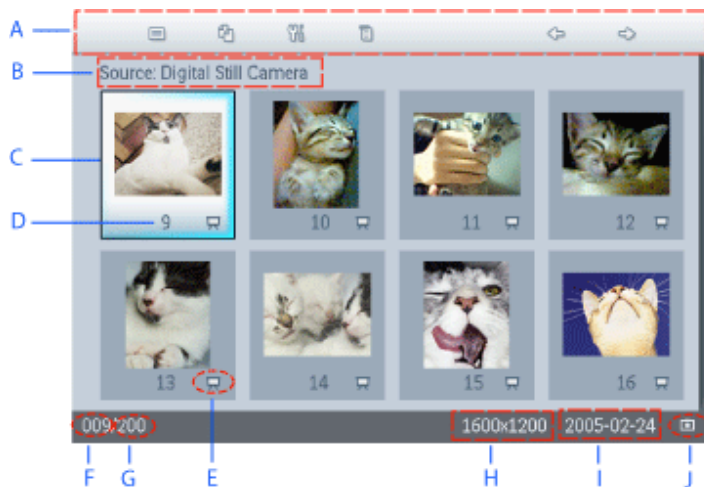 A
B Source: Digital Still Camera
C
D 9 10 11 12
13 14 15 16
009/200 1600x1200 2005-02-24
F G E H I J